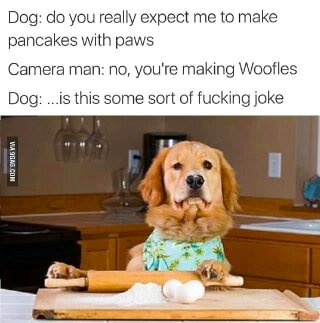 Dog: do you really expect me to make
pancakes with paws
Camera man: no, you're making Woofles
Dog: ...is this some sort of fucking joke
VIA 9GAG.COM